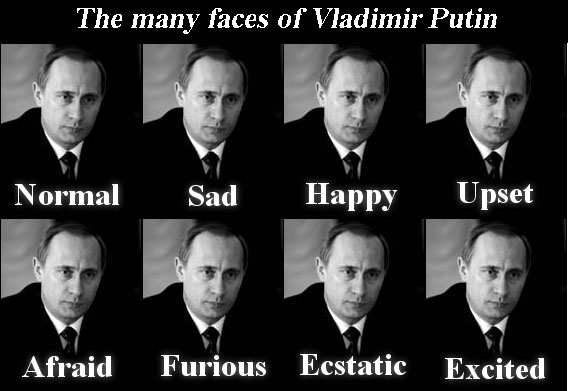 The many faces of Vladimir Putin
Normal Sad Happy Upset
Afraid Furious Ecstatic Excited